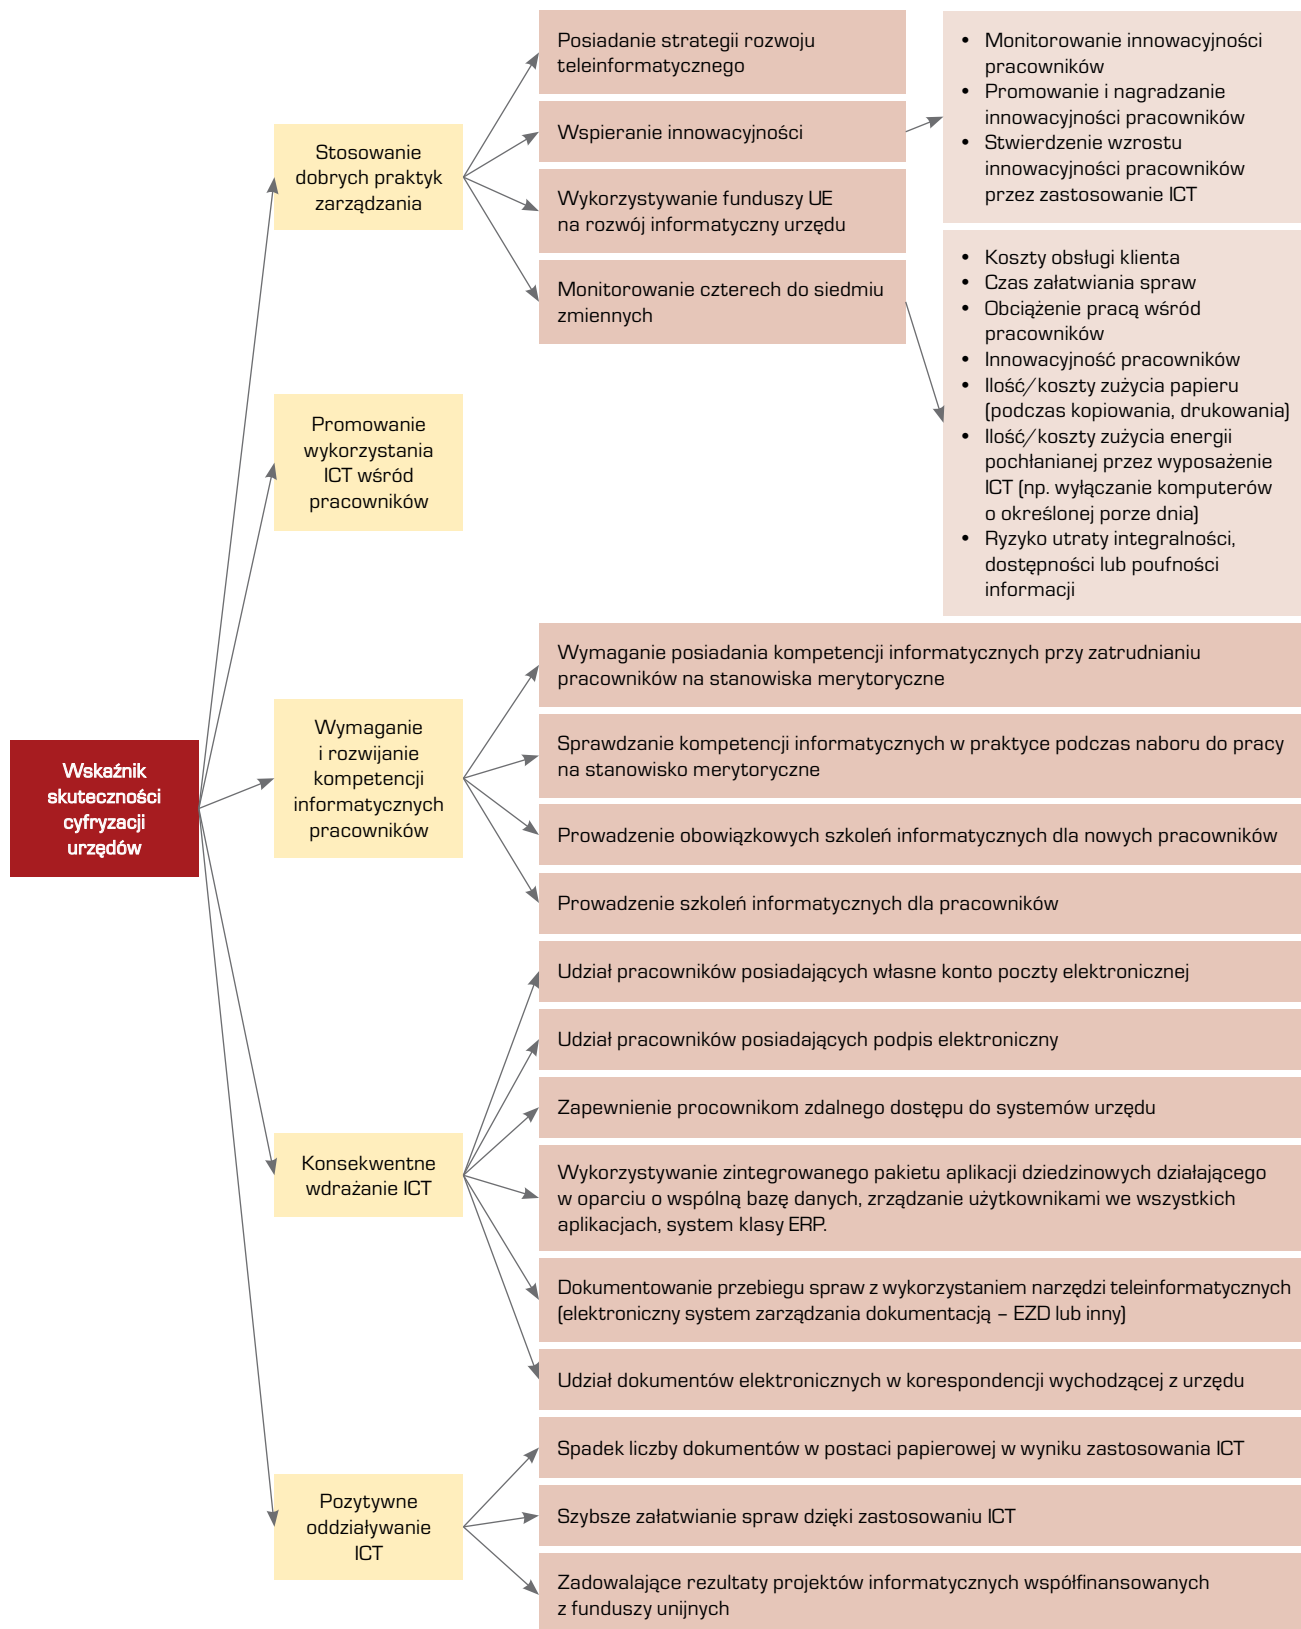 Wskaźnik
skuteczności
cyfryzacji
urzędów
Stosowanie
dobrych praktyk
zarządzania
Posiadanie strategii rozwoju
teleinformatycznego
Wspieranie innowacyjności
• Monitorowanie innowacyjności
pracowników
• Promowanie i nagradzanie
innowacyjności pracowników
• Stwierdzenie wzrostu
innowacyjności pracowników
przez zastosowanie ICT
Wykorzystywanie funduszy UE
na rozwój informatyczny urzędu
Monitorowanie czterech do siedmiu
zmiennych
• Koszty obsługi klienta
• Czas załatwiania spraw
• Obciążenie pracą wśród
pracowników
• Innowacyjność pracowników
• Ilość/koszty zużycia papieru
(podczas kopiowania, drukowania)
• Ilość/koszty zużycia energii
pochłanianej przez wyposażenie
ICT (np. wyłączanie komputerów
o określonej porze dnia)
• Ryzyko utraty integralności,
dostępności lub poufności
informacji
Promowanie
wykorzystania
ICT wśród
pracowników
Wymaganie
i rozwijanie
kompetencji
informatycznych
pracowników
Wymaganie posiadania kompetencji informatycznych przy zatrudnianiu
pracowników na stanowiska merytoryczne
Sprawdzanie kompetencji informatycznych w praktyce podczas naboru do pracy
na stanowisko merytoryczne
Prowadzenie obowiązkowych szkoleń informatycznych dla nowych pracowników
Prowadzenie szkoleń informatycznych dla pracowników
Konsekwentne
wdrażanie ICT
Udział pracowników posiadających własne konto poczty elektronicznej
Udział pracowników posiadających podpis elektroniczny
Zapewnienie procownikom zdalnego dostępu do systemów urzędu
Wykorzystywanie zintegrowanego pakietu aplikacji dziedzinowych działającego
w oparciu o wspólną bazę danych, zrządzanie użytkownikami we wszystkich
aplikacjach, system klasy ERP.
Dokumentowanie przebiegu spraw z wykorzystaniem narzędzi teleinformatycznych
(elektroniczny system zarządzania dokumentacją – EZD lub inny)
Udział dokumentów elektronicznych w korespondencji wychodzącej z urzędu
Pozytywne
oddziaływanie
ICT
Spadek liczby dokumentów w postaci papierowej w wyniku zastosowania ICT
Szybsze załatwianie spraw dzięki zastosowaniu ICT
Zadowalające rezultaty projektów informatycznych współfinansowanych
z funduszy unijnych